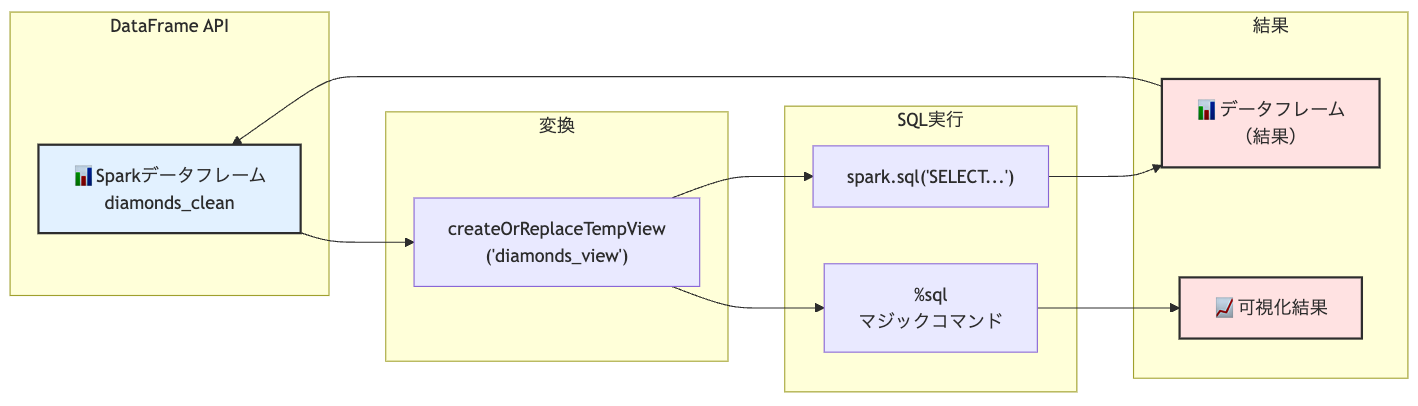 DataFrame API
📊 Sparkデータフレーム
diamonds_clean
変換
createOrReplaceTempView
('diamonds_view')
SQL実行
spark.sql('SELECT...')
%sql
マジックコマンド
結果
📊 データフレーム
（結果）
📈 可視化結果